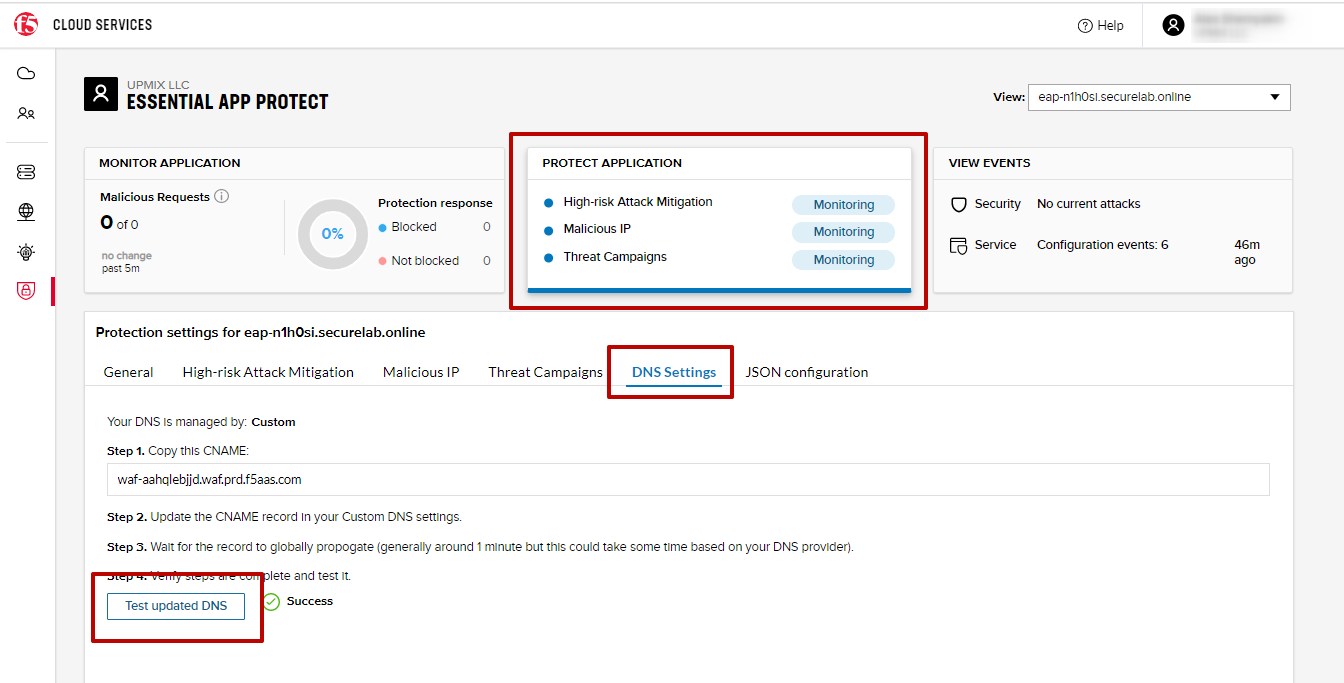 f5 CLOUD SERVICES
Help
UPMIX LLC
ESSENTIAL APP PROTECT
View: eap-n1h0si.securelab.online
MONITOR APPLICATION
Malicious Requests
0 of 0
no change
past 5m
0%
Protection response
Blocked 0
Not blocked 0
PROTECT APPLICATION
High-risk Attack Mitigation Monitoring
Malicious IP Monitoring
Threat Campaigns Monitoring
VIEW EVENTS
Security No current attacks
Service Configuration events: 6 46m
ago
Protection settings for eap-n1h0si.securelab.online
General High-risk Attack Mitigation Malicious IP Threat Campaigns DNS Settings JSON configuration
Your DNS is managed by: Custom
Step 1. Copy this CNAME:
waf-aahqlebjjd.waf.prd.f5aas.com
Step 2. Update the CNAME record in your Custom DNS settings.
Step 3. Wait for the record to globally propogate (generally around 1 minute but this could take some time based on your DNS provider).
Step 4. Verify steps are complete and test it.
Test updated DNS Success